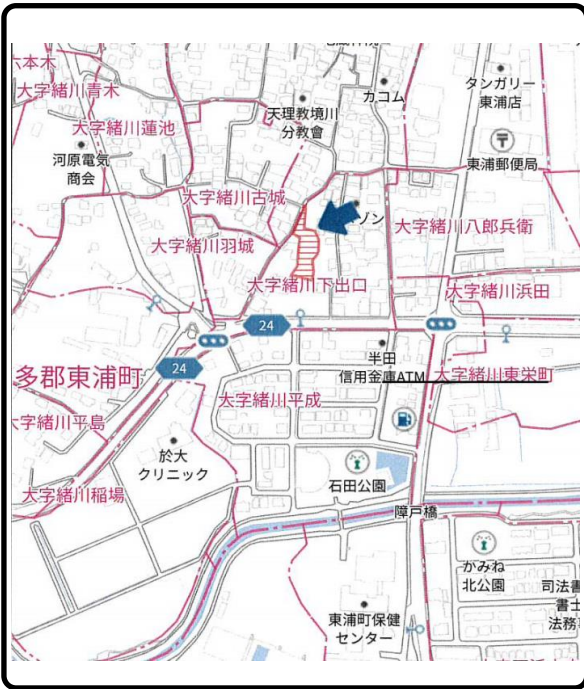 六本木
大字緒川青木
カコム
タンガリー
東浦店
天理教境川
分教會
大字緒川蓮池
河原電気
商会
東浦郵便局
大字緒川古城
ゾン
大字緒川八郎兵衛
大字緒川羽城
大字緒川下出口
大字緒川浜田
24
半田
信用金庫ATM
大字緒川東栄町
24
多郡東浦町
大字緒川平成
字緒川平島
於大
クリニック
石田公園
大字緒川稲場
障戸橋
かみね
北公園
司法書
書士
法務事
東浦町保健
センター